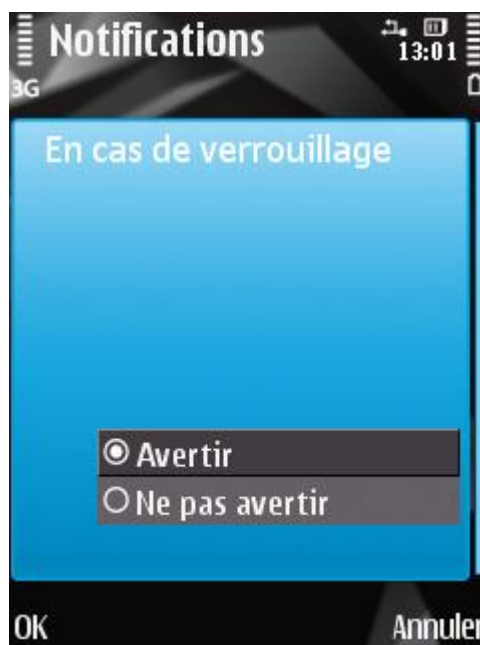 Notifications
13:01
3G
En cas de verrouillage
Avertir
Ne pas avertir
OK
Annuler